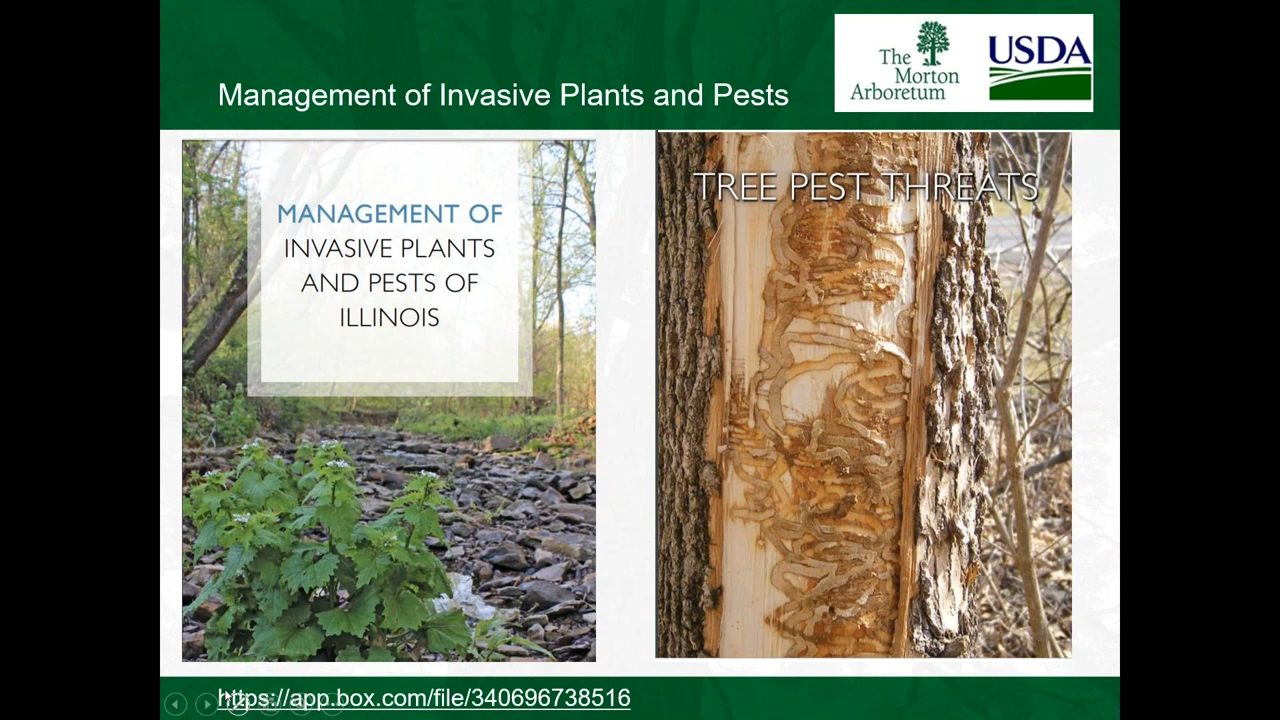 Management of Invasive Plants and Pests
The
Morton
Arboretum
USDA
MANAGEMENT OF
INVASIVE PLANTS
AND PESTS OF
ILLINOIS
TREE PEST THREATS
https://app.box.com/file/340696738516